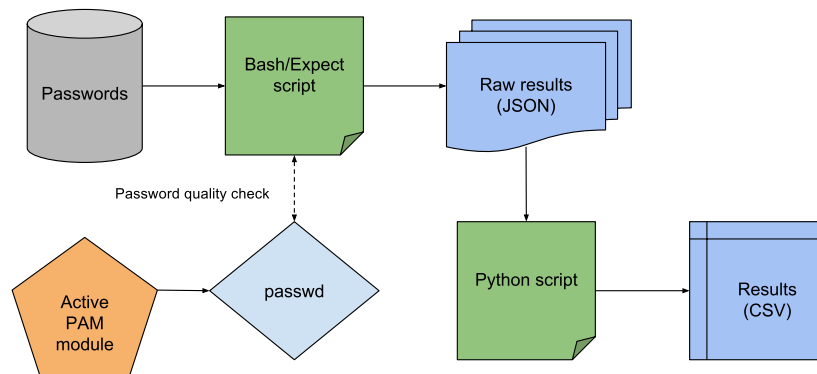 Passwords
Bash/Expect
script
Raw results
(JSON)
Password quality check
Active
PAM
module
passwd
Python script
Results
(CSV)